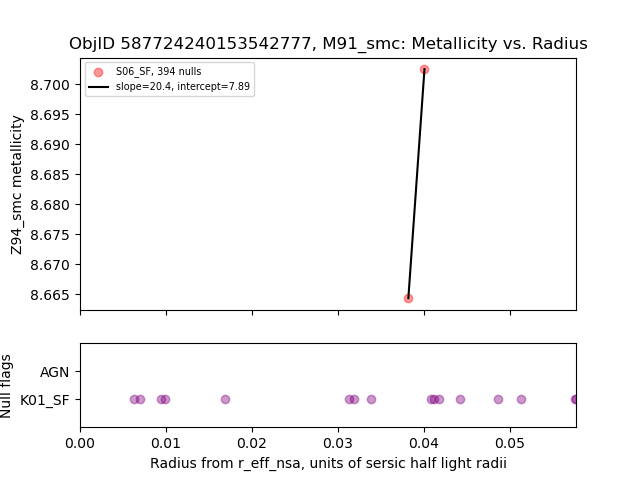 ObjID 587724240153542777, M91_smc: Metallicity vs. Radius
S06_SF, 394 nulls
slope=20.4, intercept=7.89
8.700
8.695
8.690
8.685
8.680
8.675
8.670
8.665
Z94_smc metallicity
AGN
K01_SF
Null flags
0.00 0.01 0.02 0.03 0.04 0.05
Radius from r_eff_nsa, units of sersic half light radii